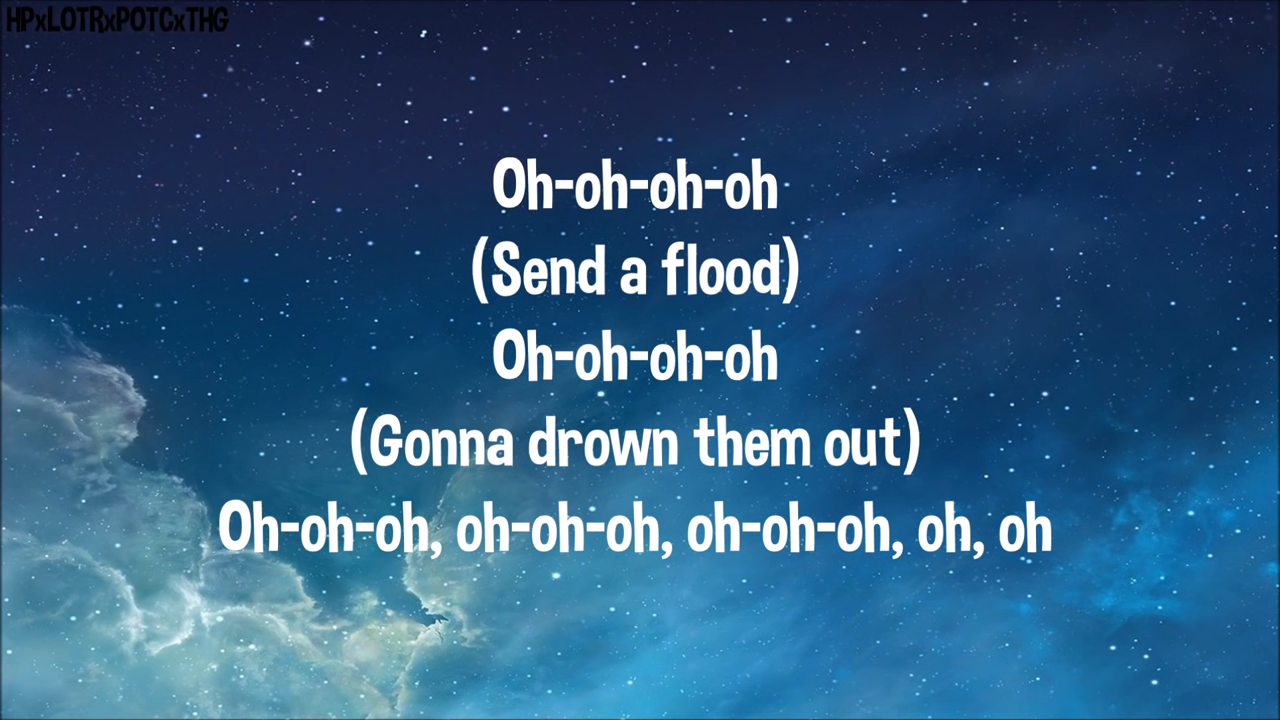 HPxLOTRxPOTCxTHG
Oh-oh-oh-oh
(Send a flood)
Oh-oh-oh-oh
(Gonna drown them out)
Oh-oh-oh, oh-oh-oh, oh-oh-oh, oh, oh